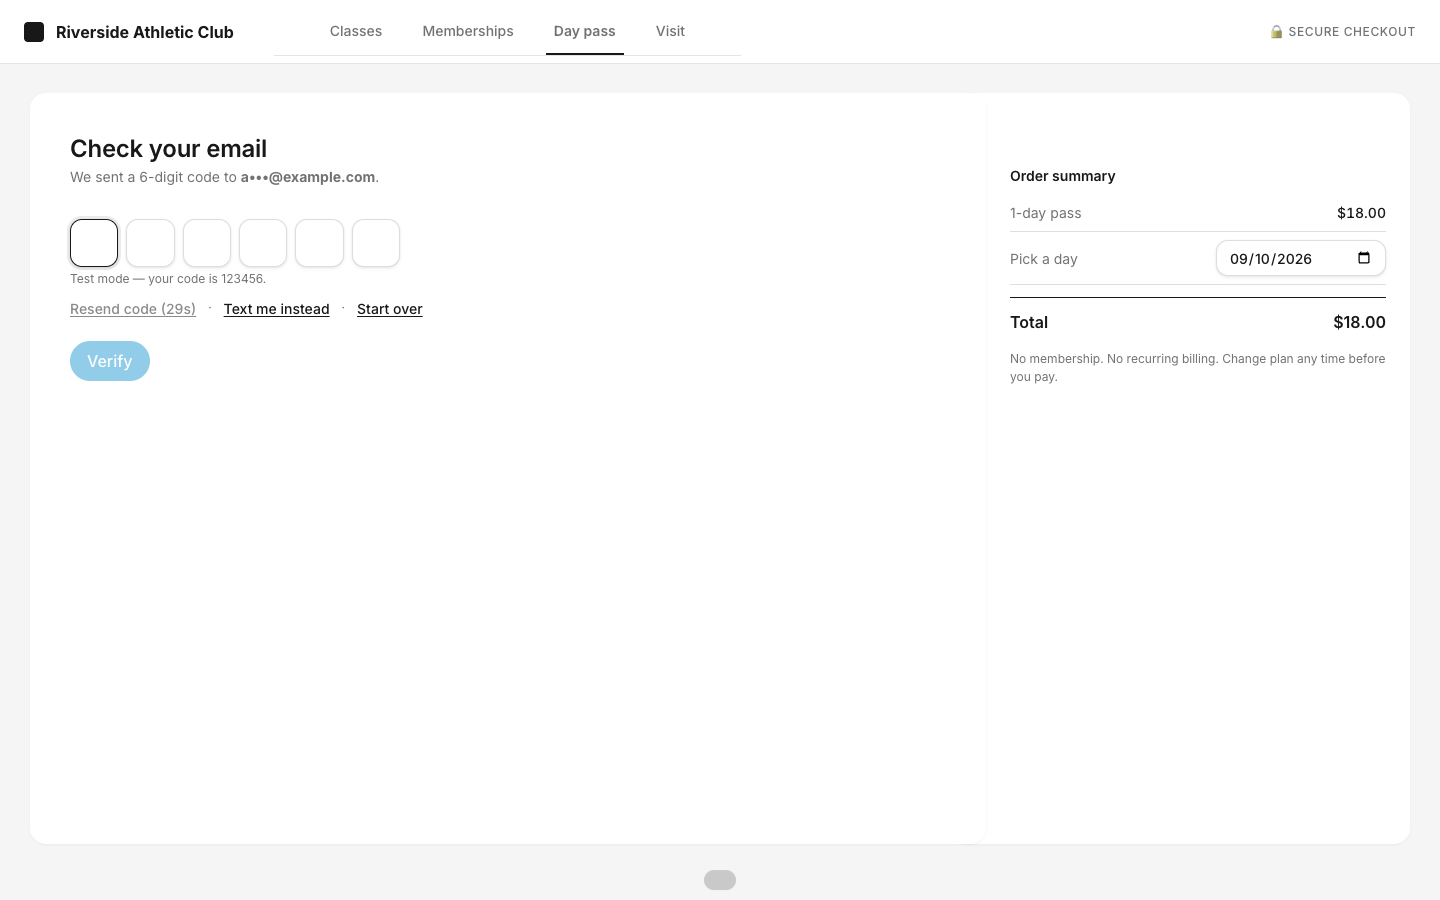 Riverside Athletic Club
Classes
Memberships
Day pass
Visit
🔒 SECURE CHECKOUT
Check your email
We sent a 6-digit code to a•••@example.com.
Test mode — your code is 123456.
Resend code (29s) · Text me instead · Start over
Verify
Order summary
1-day pass $18.00
Pick a day 09/10/2026
Total $18.00
No membership. No recurring billing. Change plan any time before
you pay.